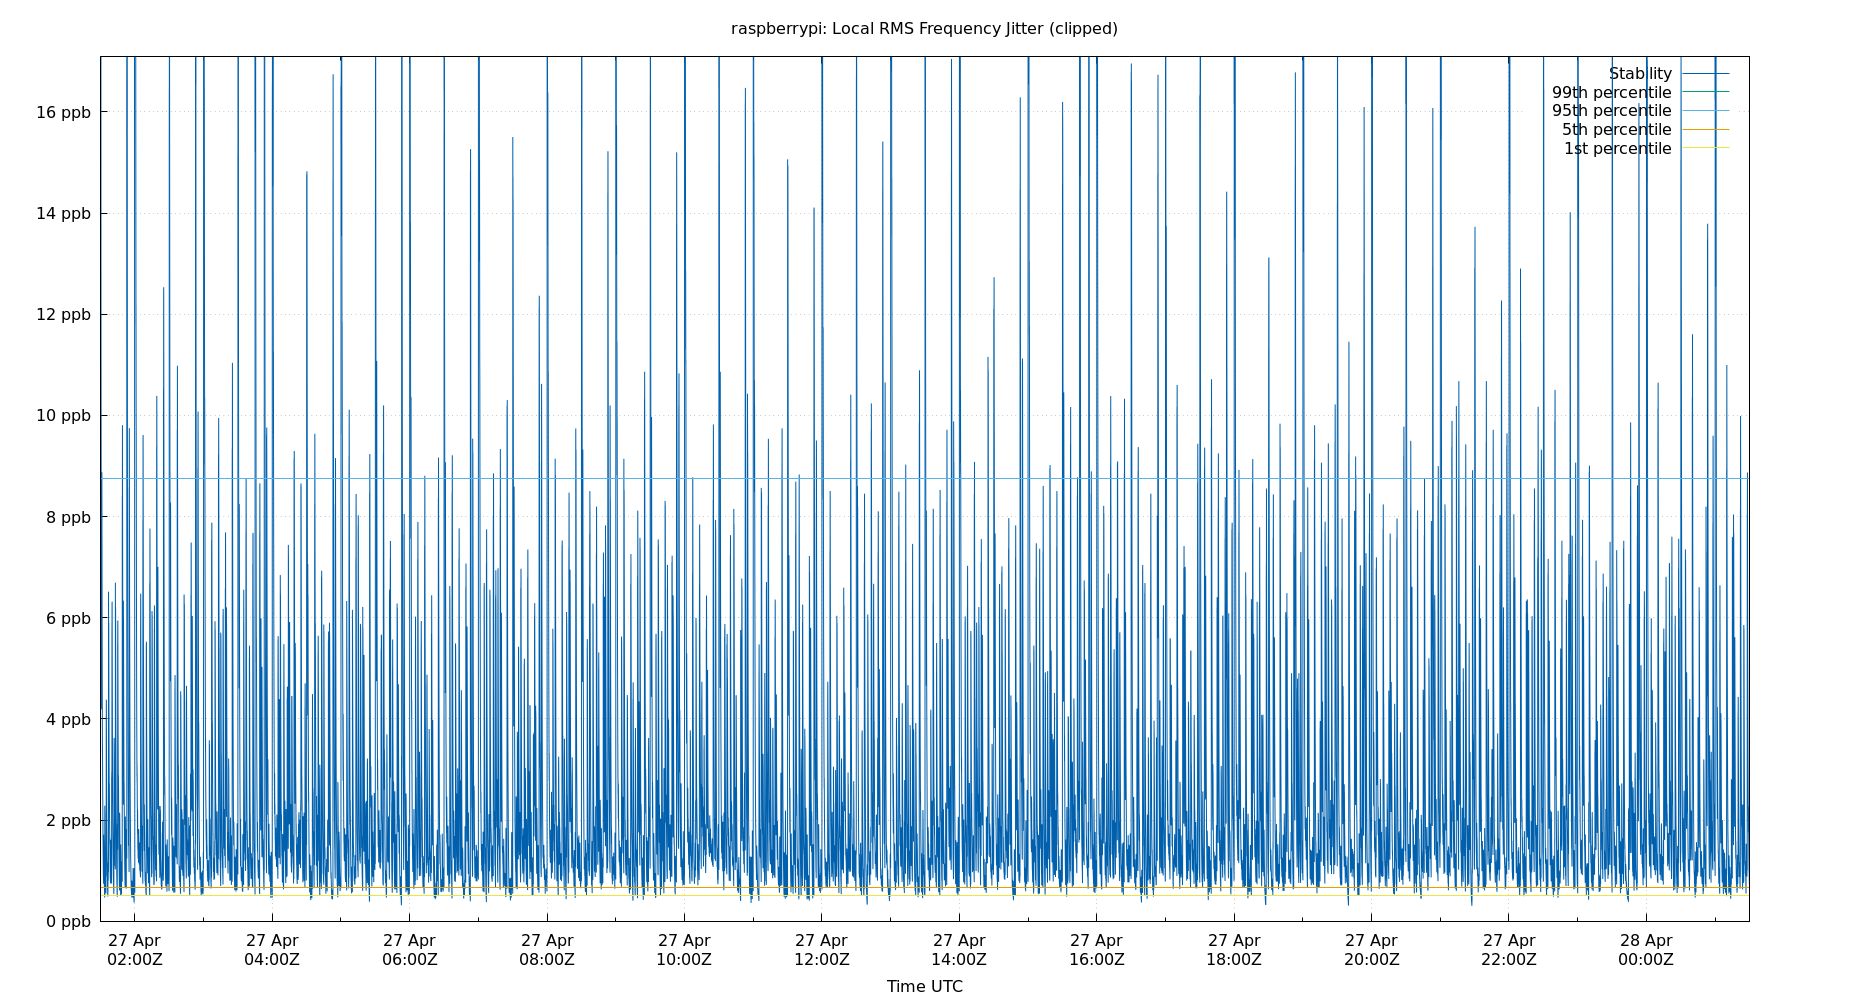 raspberrypi: Local RMS Frequency Jitter (clipped)
Stability
99th percentile
95th percentile
5th percentile
1st percentile
16 ppb
14 ppb
12 ppb
10 ppb
8 ppb
6 ppb
4 ppb
2 ppb
0 ppb
27 Apr 27 Apr 27 Apr 27 Apr 27 Apr 27 Apr 27 Apr 27 Apr 27 Apr 27 Apr 27 Apr 28 Apr
02:00Z 04:00Z 06:00Z 08:00Z 10:00Z 12:00Z 14:00Z 16:00Z 18:00Z 20:00Z 22:00Z 00:00Z
Time UTC